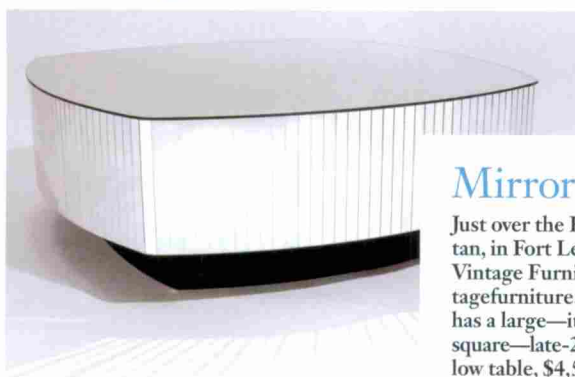 Mirror
Just over the
tan, in Fort Le
Vintage Furni
tagefurniture
has a large—i
square—late-2
low table, $4,5